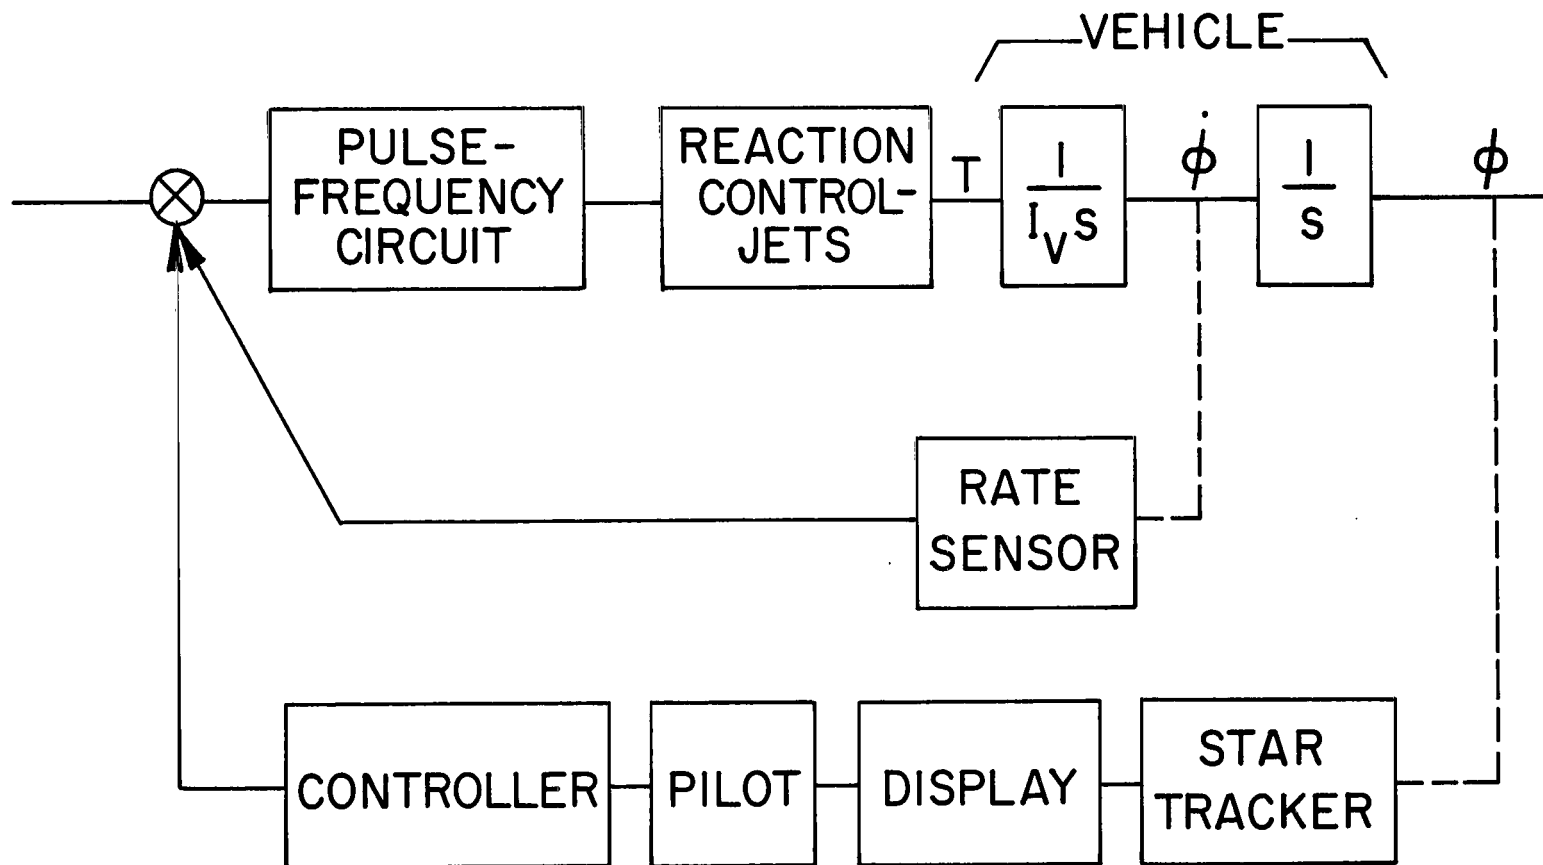 VEHICLE
PULSE-
FREQUENCY
CIRCUIT
REACTION
CONTROL-
JETS
T
1
I_V s
ϕ̇
1
s
ϕ
RATE
SENSOR
CONTROLLER
PILOT
DISPLAY
STAR
TRACKER